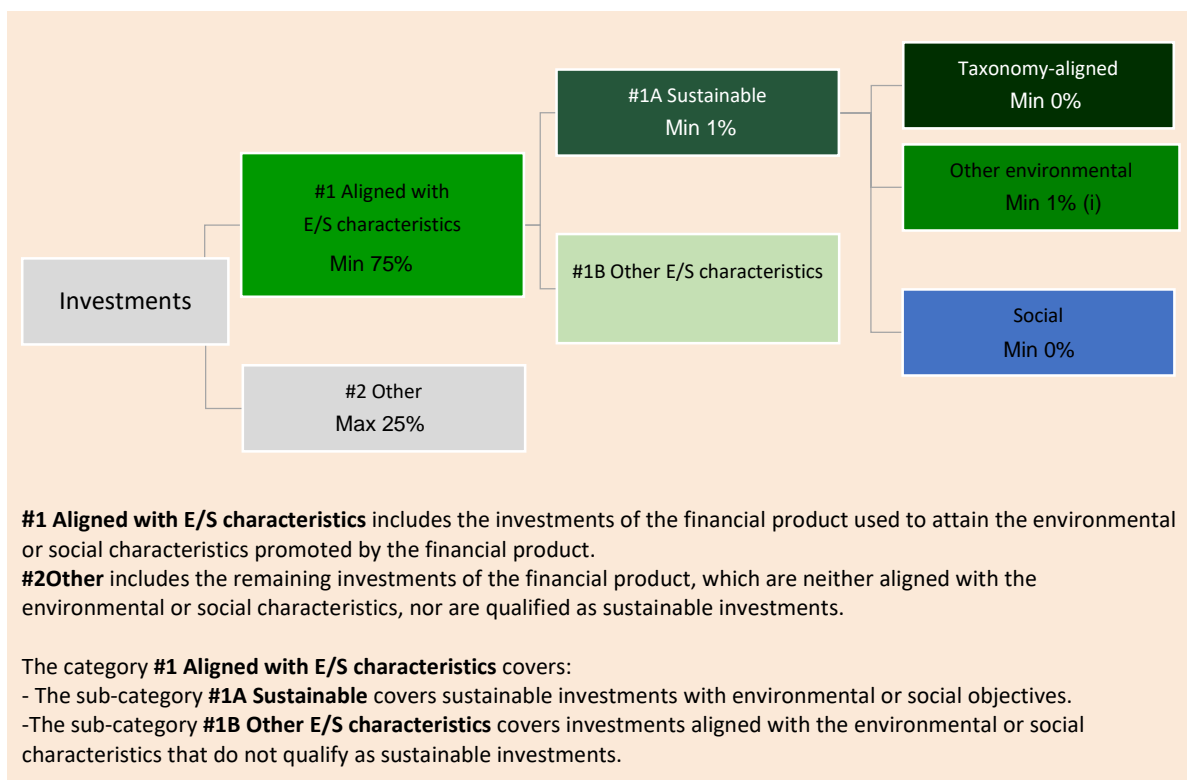 Investments
#1 Aligned with
E/S characteristics
Min 75%
#2 Other
Max 25%
#1A Sustainable
Min 1%
#1B Other E/S characteristics
Taxonomy-aligned
Min 0%
Other environmental
Min 1% (i)
Social
Min 0%
#1 Aligned with E/S characteristics includes the investments of the financial product used to attain the environmental
or social characteristics promoted by the financial product.
#2Other includes the remaining investments of the financial product, which are neither aligned with the
environmental or social characteristics, nor are qualified as sustainable investments.
The category #1 Aligned with E/S characteristics covers:
- The sub-category #1A Sustainable covers sustainable investments with environmental or social objectives.
-The sub-category #1B Other E/S characteristics covers investments aligned with the environmental or social
characteristics that do not qualify as sustainable investments.